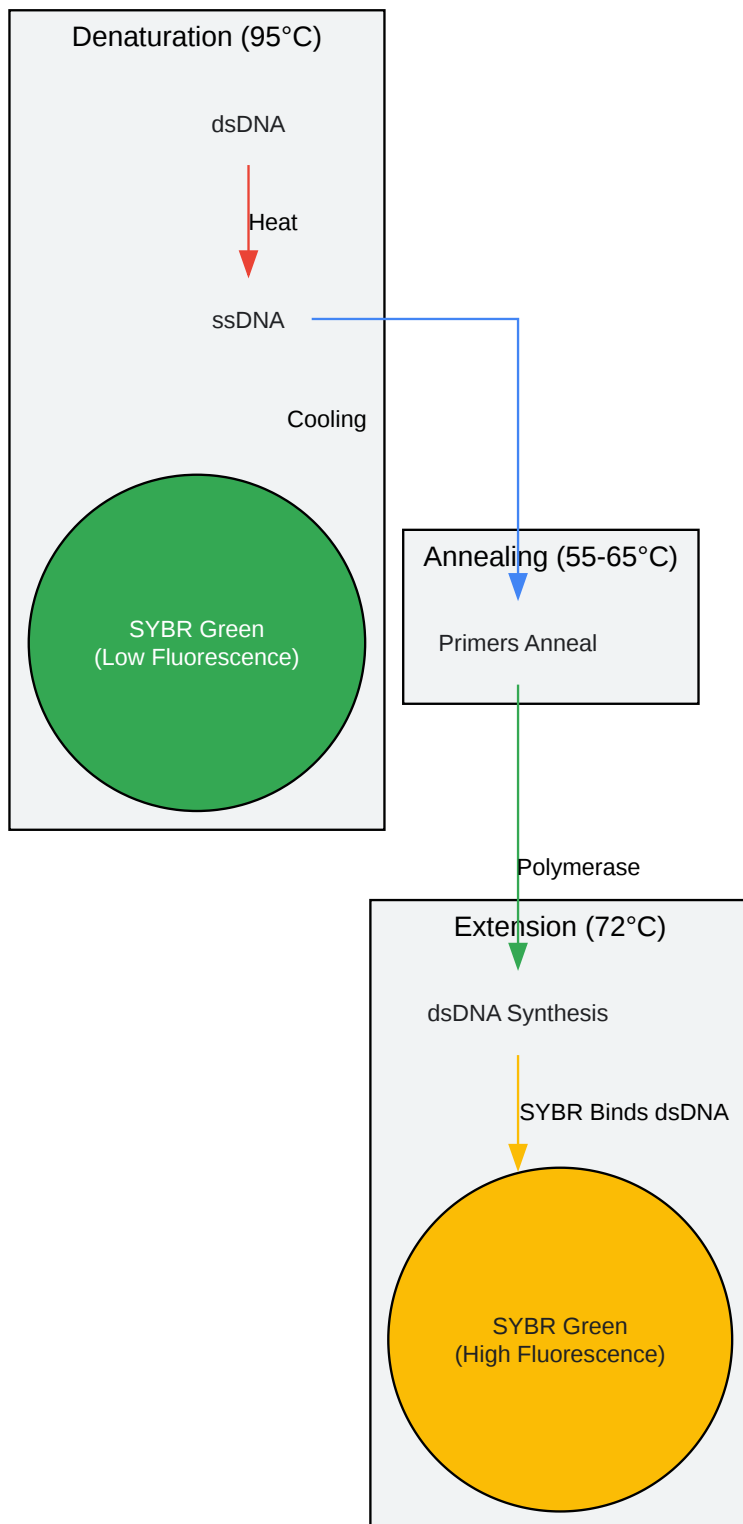 Denaturation (95°C)
dsDNA
Heat
ssDNA
Cooling
SYBR Green
(Low Fluorescence)
Annealing (55-65°C)
Primers Anneal
Polymerase
Extension (72°C)
dsDNA Synthesis
SYBR Binds dsDNA
SYBR Green
(High Fluorescence)